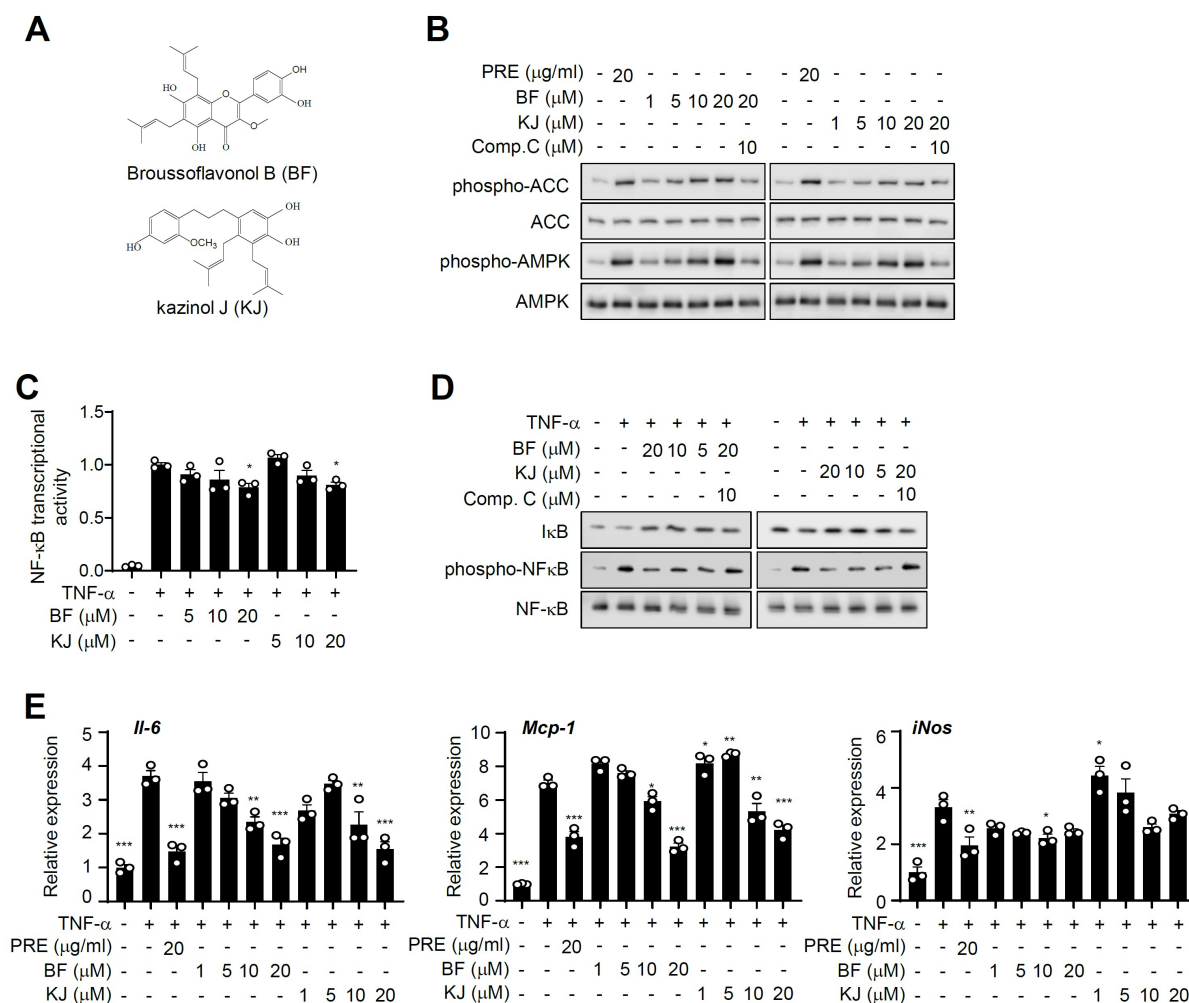 A
OH
HO
O
OH
O
OH
O
Broussoflavonol B (BF)
OH
OCH3
OH
HO
kazinol J (KJ)
B
PRE (μg/ml) - 20 - - - - - - 20 - - - - -
BF (μM) - - 1 5 10 20 20 - - - - - - -
KJ (μM) - - - - - - - - - 1 5 10 20 20
Comp.C (μM) - - - - - - 10 - - - - - - 10
phospho-ACC
ACC
phospho-AMPK
AMPK
C
NF-κB transcriptional
activity
1.5
1.0
0.5
0.0
* *
TNF-α - + + + + + + +
BF (μM) - - 5 10 20 - - -
KJ (μM) - - - - - 5 10 20
D
TNF-α - + + + + + - + + + + +
BF (μM) - - 20 10 5 20 - - - - - -
KJ (μM) - - - - - - - - 20 10 5 20
Comp. C (μM) - - - - - 10 - - - - - 10
IκB
phospho-NFκB
NF-κB
E
Il-6
Relative expression
5
4
3
2
1
0
*** *** ** *** ** ***
TNF-α - + + + + + + + + + +
PRE (μg/ml) - - 20 - - - - - - - -
BF (μM) - - - 1 5 10 20 - - - -
KJ (μM) - - - - - - - 1 5 10 20
Mcp-1
Relative expression
10
8
6
4
2
0
*** *** * *** * ** ** ***
TNF-α - + + + + + + + + + +
PRE (μg/ml) - - 20 - - - - - - - -
BF (μM) - - - 1 5 10 20 - - - -
KJ (μM) - - - - - - - 1 5 10 20
iNos
Relative expression
6
4
2
0
*** ** * *
TNF-α - + + + + + + + + + +
PRE (μg/ml) - - 20 - - - - - - - -
BF (μM) - - - 1 5 10 20 - - - -
KJ (μM) - - - - - - - 1 5 10 20